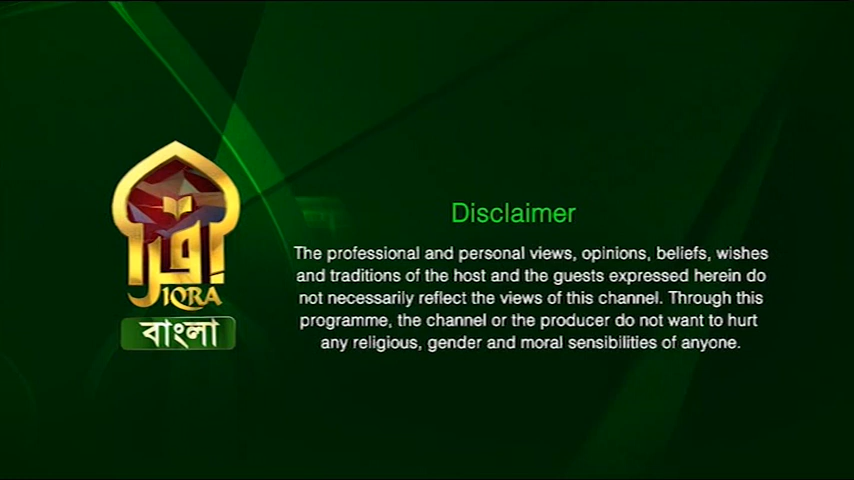 اقرأ
IQRA
বাংলা
Disclaimer
The professional and personal views, opinions, beliefs, wishes
and traditions of the host and the guests expressed herein do
not necessarily reflect the views of this channel. Through this
programme, the channel or the producer do not want to hurt
any religious, gender and moral sensibilities of anyone.